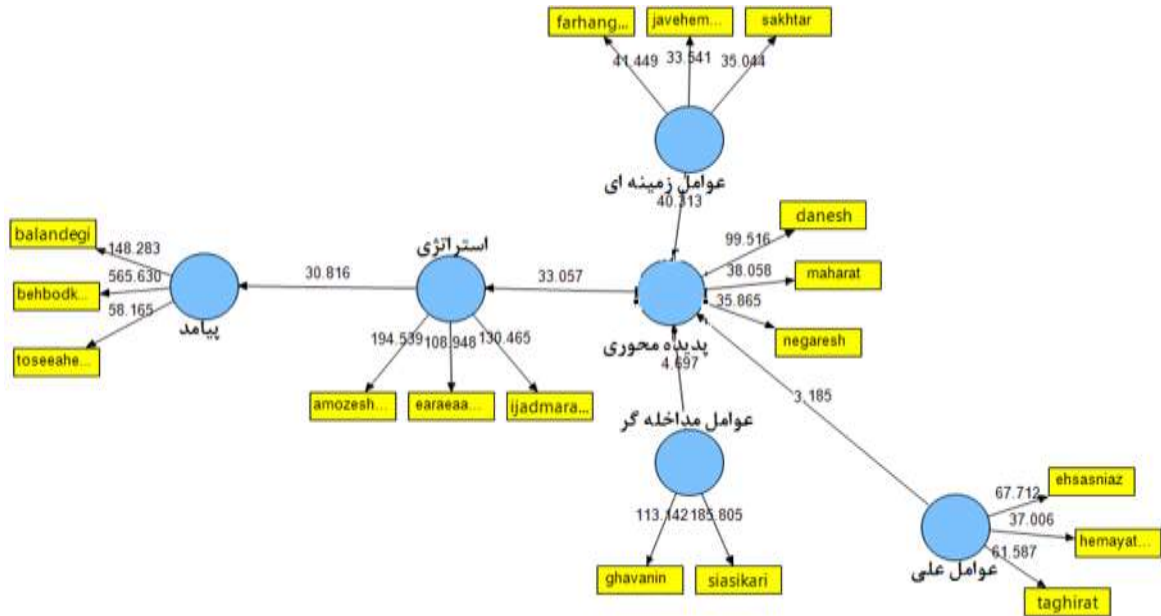 farhang...
javehem...
sakhtar
41.449
33.541
35.044
عوامل زمینه ای
40.313
danesh
99.516
maharat
38.058
negaresh
35.865
پدیده محوری
33.057
استراتژی
30.816
balandegi
148.283
behbodk...
565.630
toseeahe...
58.165
پیامد
194.539
108.948
130.465
amozesh...
earaeaa...
ijadmara...
4.697
عوامل مداخله گر
113.142
185.805
ghavanin
siasikari
3.185
ehsasniaz
67.712
hemayat...
37.006
taghirat
61.587
عوامل علی